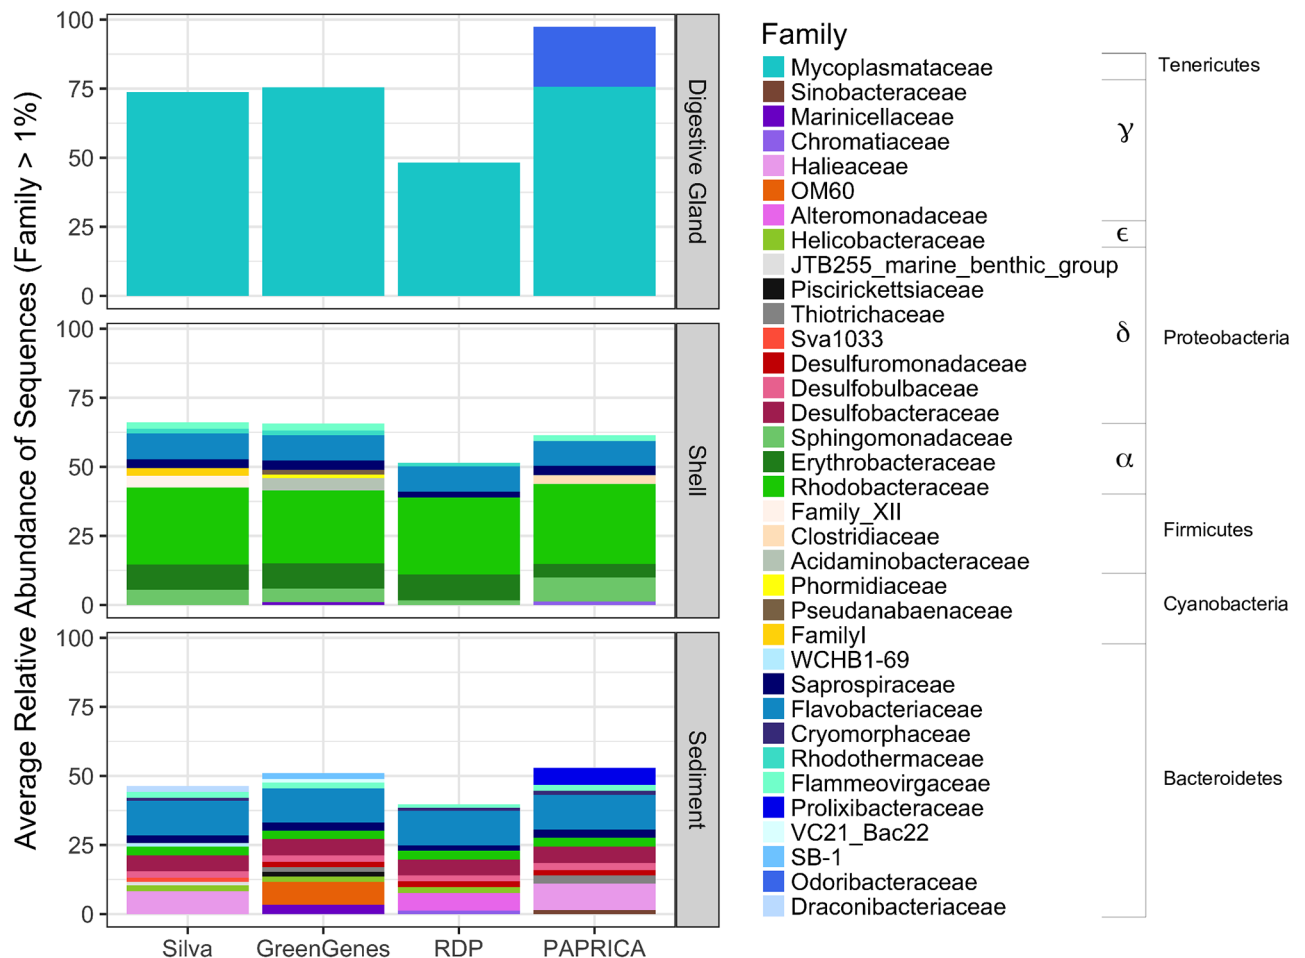 Average Relative Abundance of Sequences (Family > 1%)
100
75
50
25
0
Digestive Gland
100
75
50
25
0
Shell
100
75
50
25
0
Sediment
Silva GreenGenes RDP PAPRICA
Family
Mycoplasmataceae
Sinobacteraceae
Marinicellaceae
Chromatiaceae
Halieaceae
OM60
Alteromonadaceae
Helicobacteraceae
JTB255_marine_benthic_group
Piscirickettsiaceae
Thiotrichaceae
Sva1033
Desulfuromonadaceae
Desulfobulbaceae
Desulfobacteraceae
Sphingomonadaceae
Erythrobacteraceae
Rhodobacteraceae
Family_XII
Clostridiaceae
Acidaminobacteraceae
Phormidiaceae
Pseudanabaenaceae
FamilyI
WCHB1-69
Saprospiraceae
Flavobacteriaceae
Cryomorphaceae
Rhodothermaceae
Flammeovirgaceae
Prolixibacteraceae
VC21_Bac22
SB-1
Odoribacteraceae
Draconibacteriaceae
Tenericutes
γ
ϵ
δ
α
Proteobacteria
Firmicutes
Cyanobacteria
Bacteroidetes